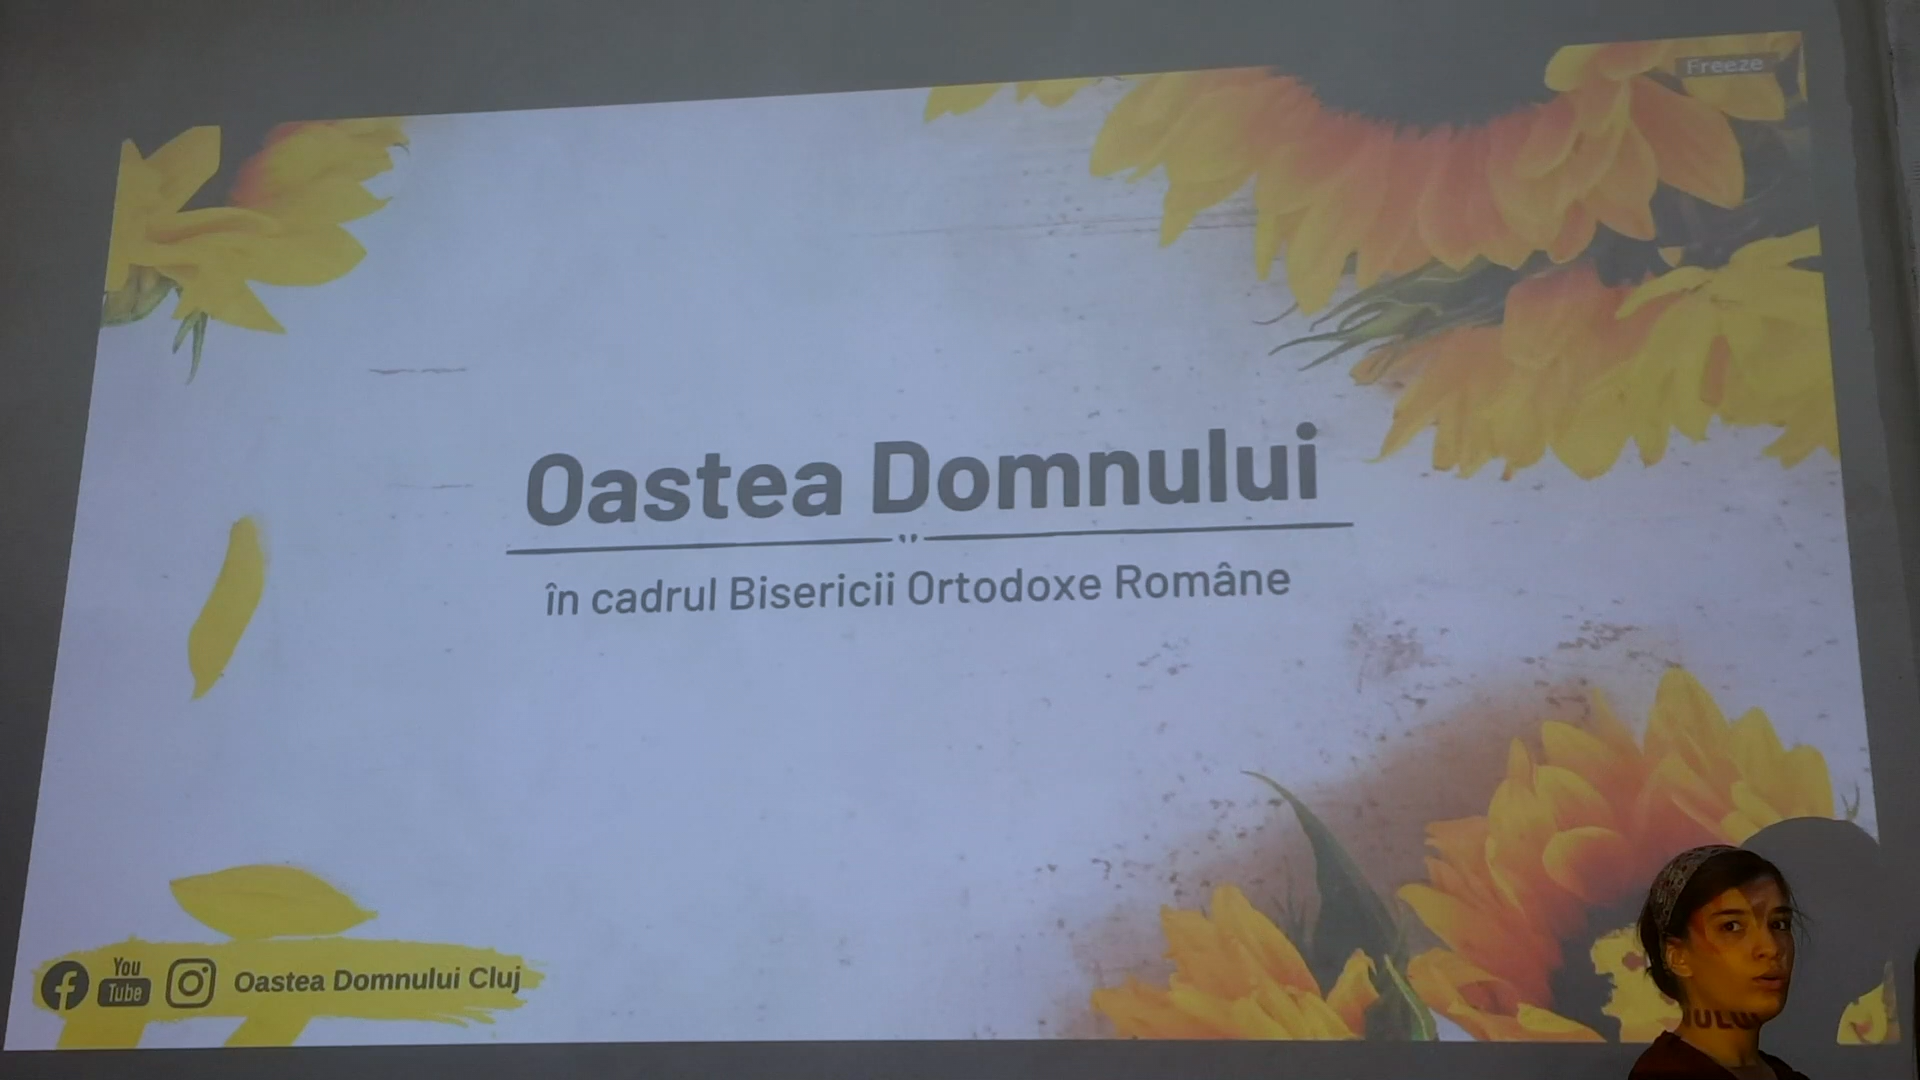 Freeze
Oastea Domnului
în cadrul Bisericii Ortodoxe Române
You
Tube
Oastea Domnului Cluj